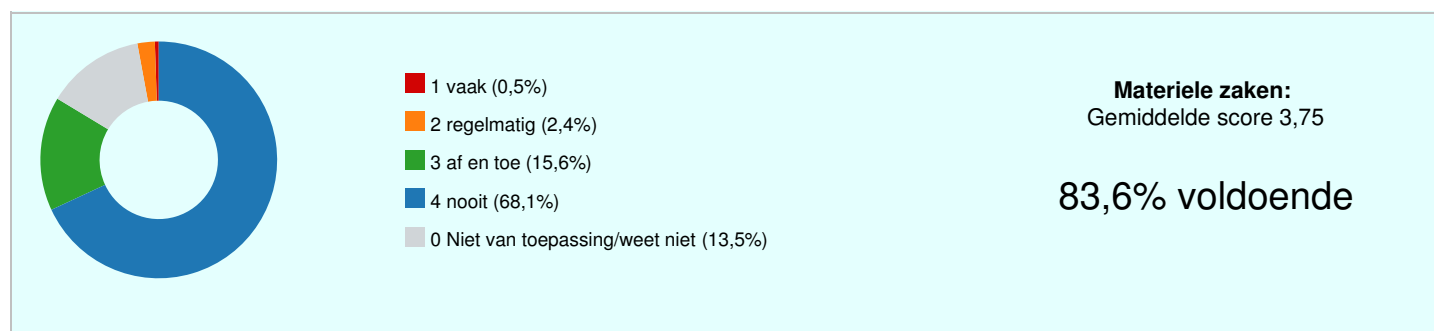 1 vaak (0,5%)
2 regelmatig (2,4%)
3 af en toe (15,6%)
4 nooit (68,1%)
0 Niet van toepassing/weet niet (13,5%)
Materiele zaken:
Gemiddelde score 3,75
83,6% voldoende